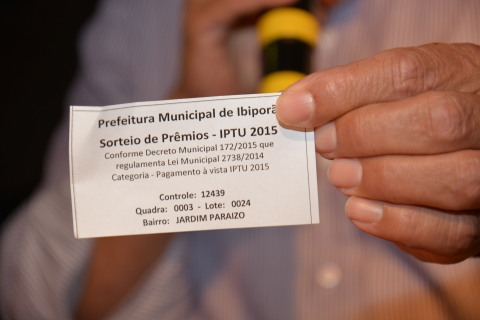 Prefeitura Municipal de Ibiporã
Sorteio de Prêmios - IPTU 2015
Conforme Decreto Municipal 172/2015 que
regulamenta Lei Municipal 2738/2014
Categoria - Pagamento à vista IPTU 2015
Controle: 12439
Quadra: 0003 - Lote: 0024
Bairro: JARDIM PARAIZO